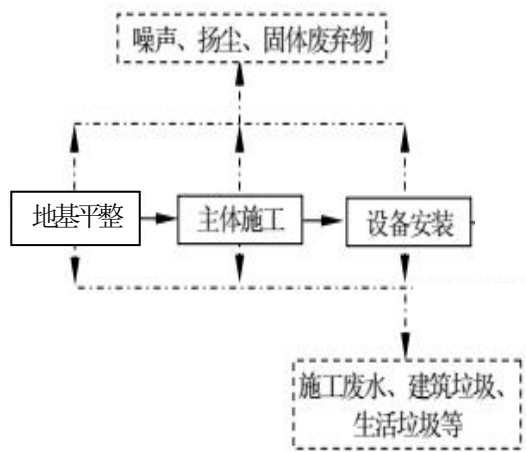 噪声、扬尘、固体废弃物
地基平整
主体施工
设备安装
施工废水、建筑垃圾、
生活垃圾等